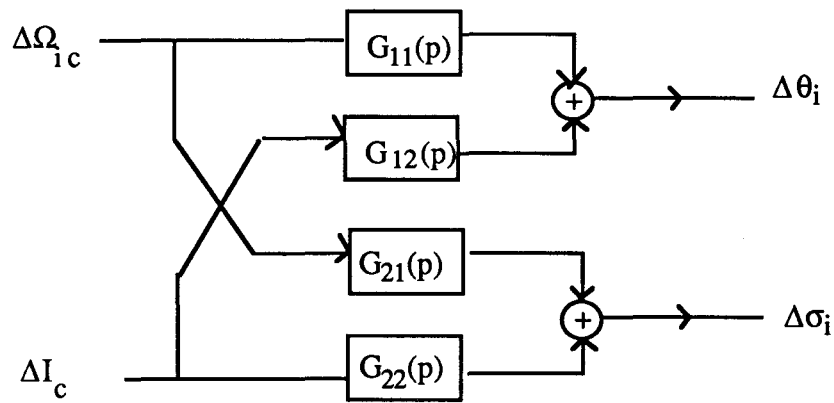 ΔΩ_ic
G₁₁(p)
+
Δθᵢ
G₁₂(p)
G₂₁(p)
+
Δσᵢ
ΔI_c
G₂₂(p)